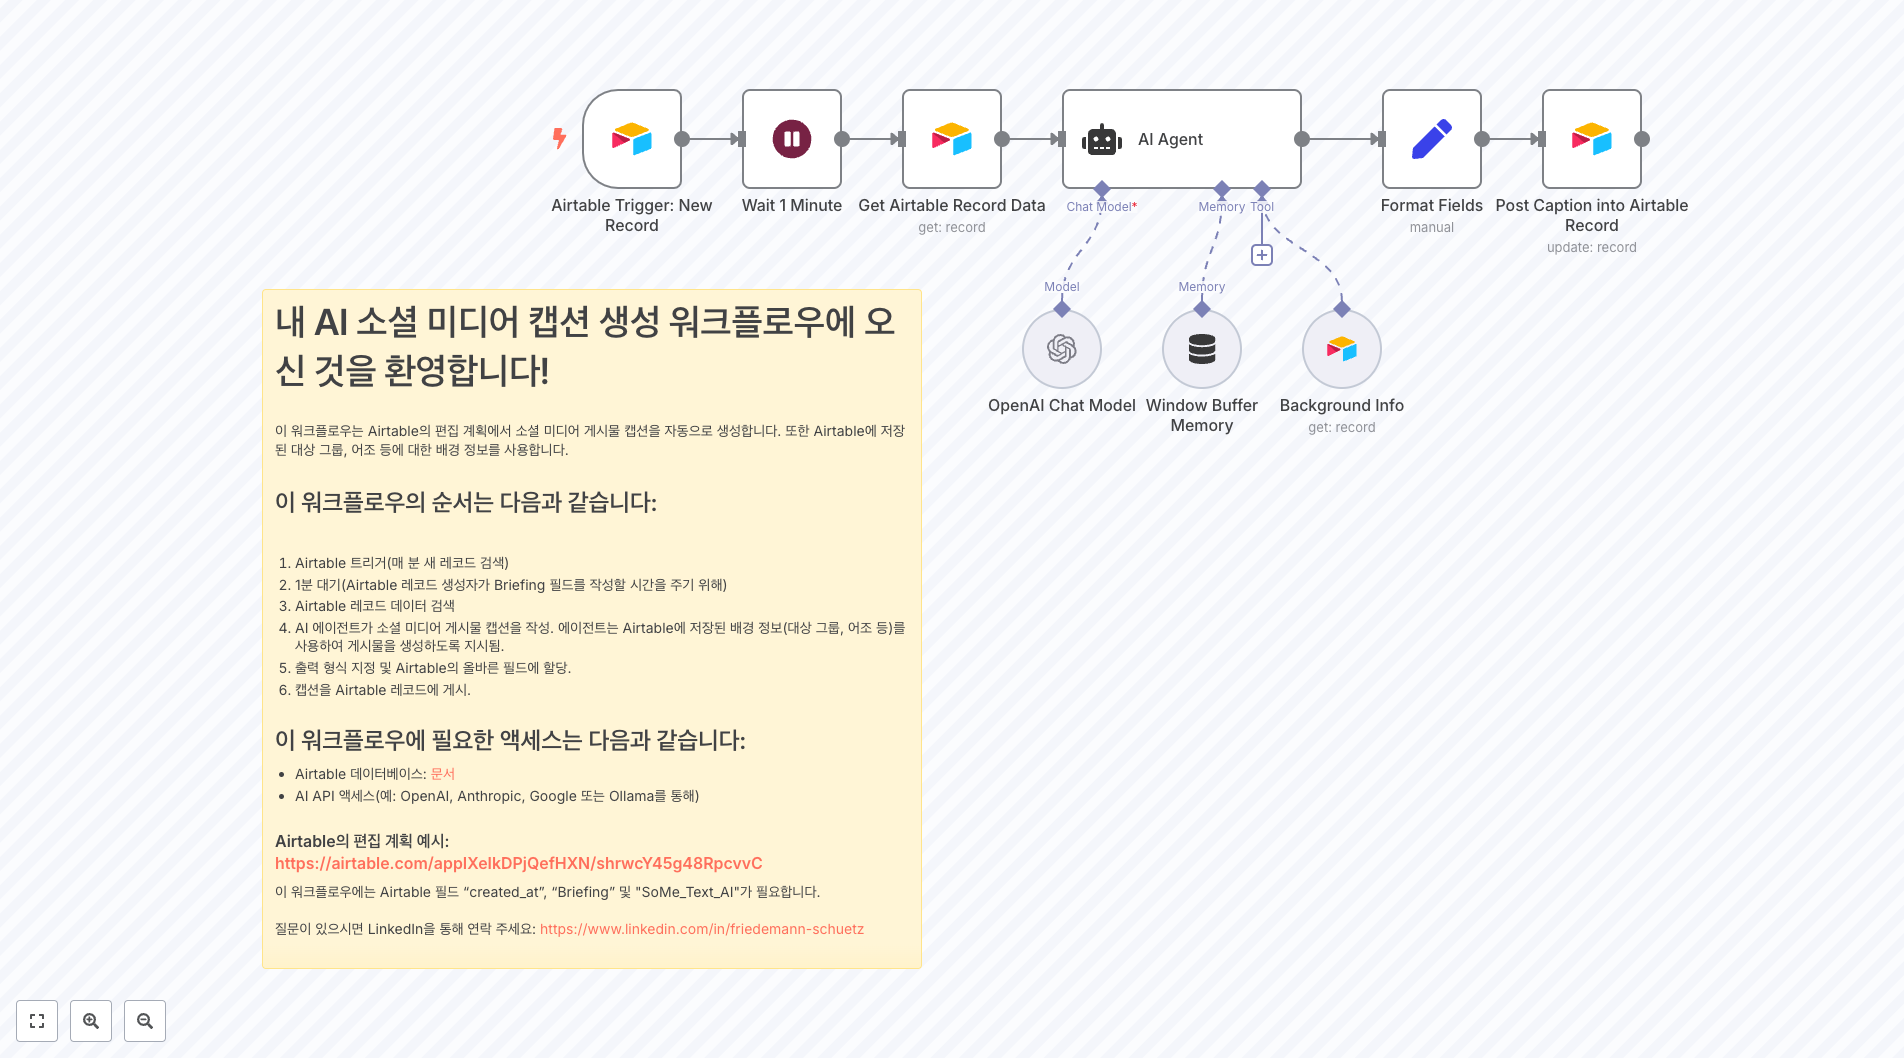 AI Agent
Airtable Trigger: New
Record
Wait 1 Minute
Get Airtable Record Data
get: record
Chat Model*
Memory
Tool
Format Fields
manual
Post Caption into Airtable
Record
update: record
Model
Memory
OpenAI Chat Model
Window Buffer
Memory
Background Info
get: record
내 AI 소셜 미디어 캡션 생성 워크플로우에 오
신 것을 환영합니다!
이 워크플로우는 Airtable의 편집 계획에서 소셜 미디어 게시물 캡션을 자동으로 생성합니다. 또한 Airtable에 저장
된 대상 그룹, 어조 등에 대한 배경 정보를 사용합니다.
이 워크플로우의 순서는 다음과 같습니다:
1. Airtable 트리거(매 분 새 레코드 검색)
2. 1분 대기(Airtable 레코드 생성자가 Briefing 필드를 작성할 시간을 주기 위해)
3. Airtable 레코드 데이터 검색
4. AI 에이전트가 소셜 미디어 게시물 캡션을 작성. 에이전트는 Airtable에 저장된 배경 정보(대상 그룹, 어조 등)를
사용하여 게시물을 생성하도록 지시됨.
5. 출력 형식 지정 및 Airtable의 올바른 필드에 할당.
6. 캡션을 Airtable 레코드에 게시.
이 워크플로우에 필요한 액세스는 다음과 같습니다:
• Airtable 데이터베이스: 문서
• AI API 액세스(예: OpenAI, Anthropic, Google 또는 Ollama를 통해)
Airtable의 편집 계획 예시:
https://airtable.com/appIXeIkDPjQefHXN/shrwcY45g48RpcvvC
이 워크플로우에는 Airtable 필드 “created_at”, “Briefing” 및 "SoMe_Text_AI"가 필요합니다.
질문이 있으시면 LinkedIn을 통해 연락 주세요: https://www.linkedin.com/in/friedemann-schuetz